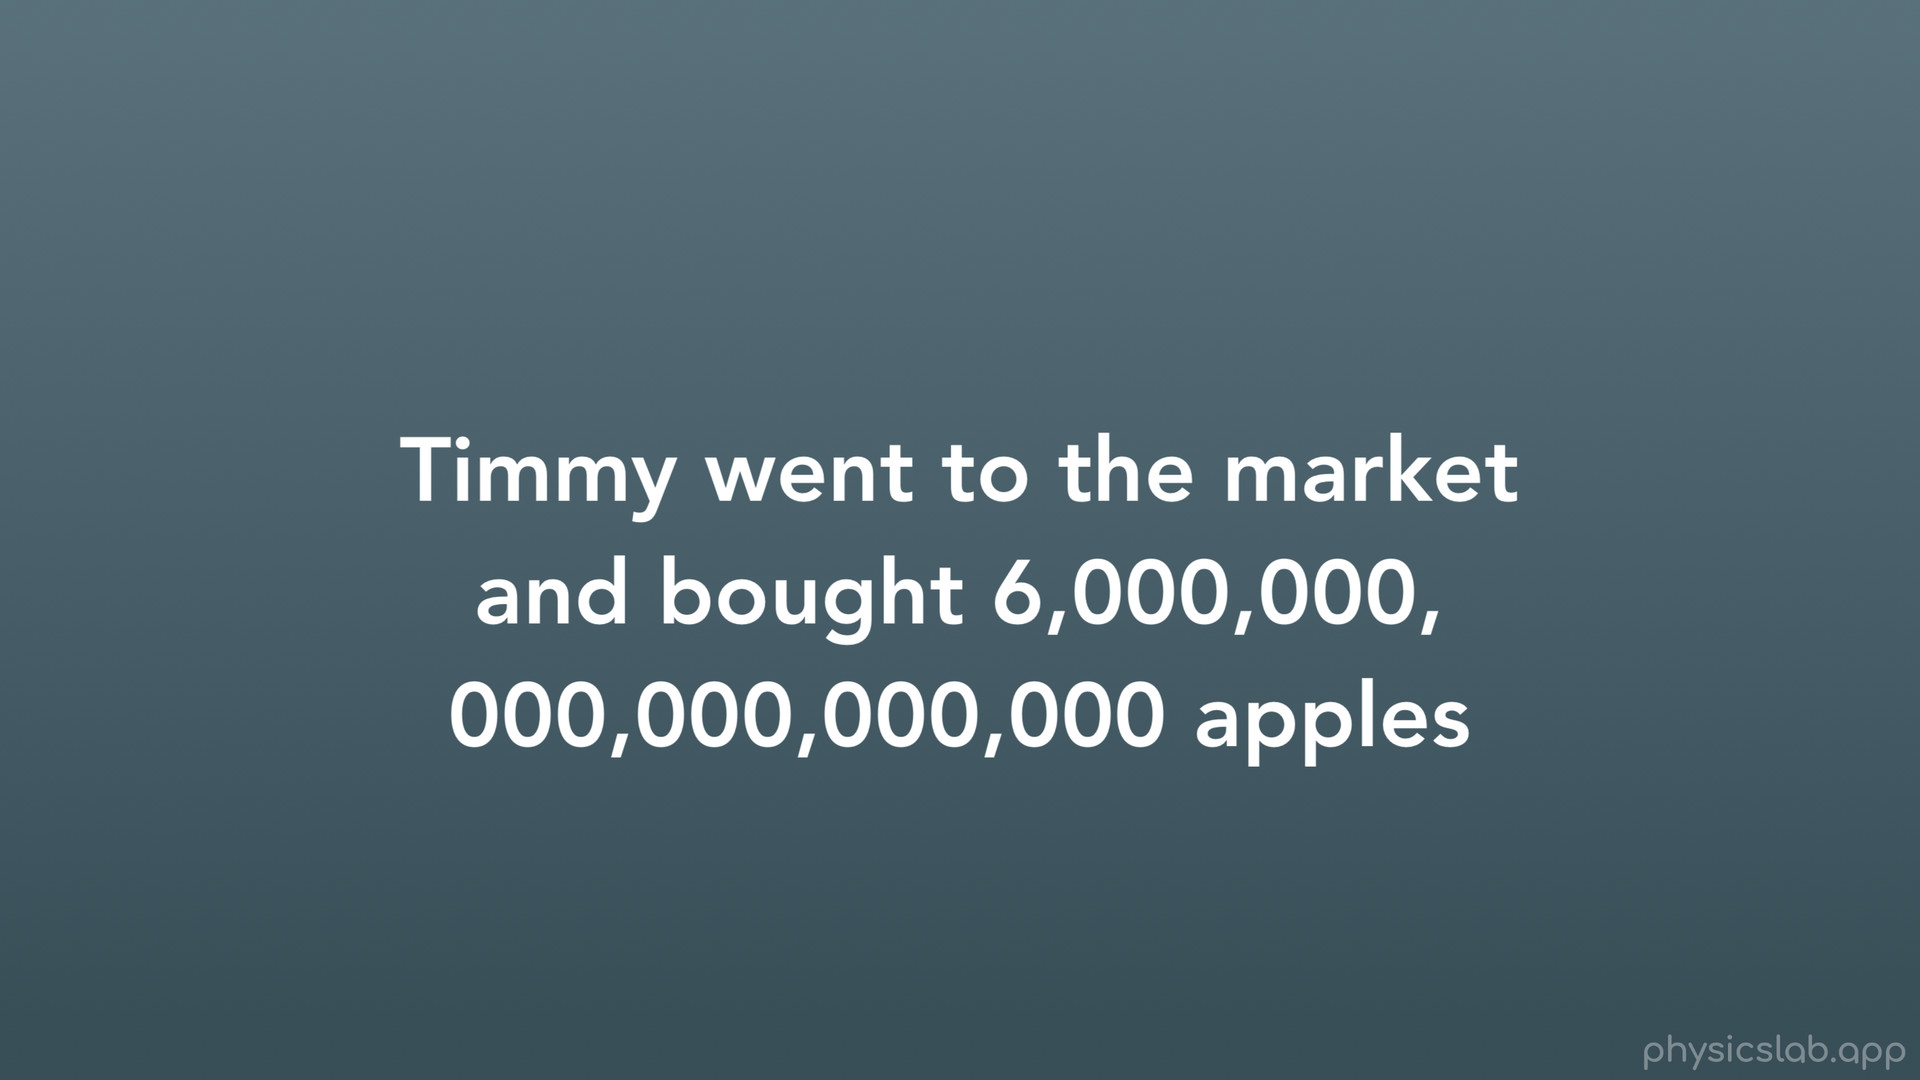 Timmy went to the market
and bought 6,000,000,
000,000,000,000 apples
physicslab.app